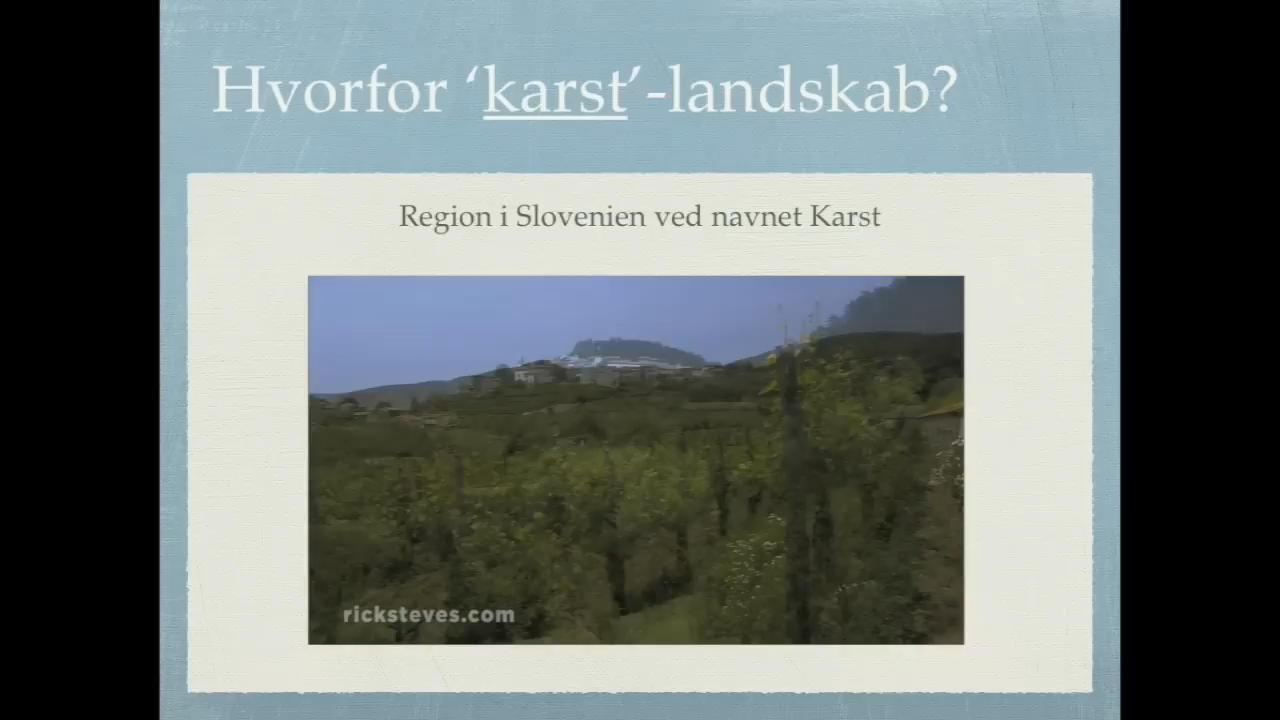 Hvorfor ‘karst’-landskab?
Region i Slovenien ved navnet Karst
ricksteves.com